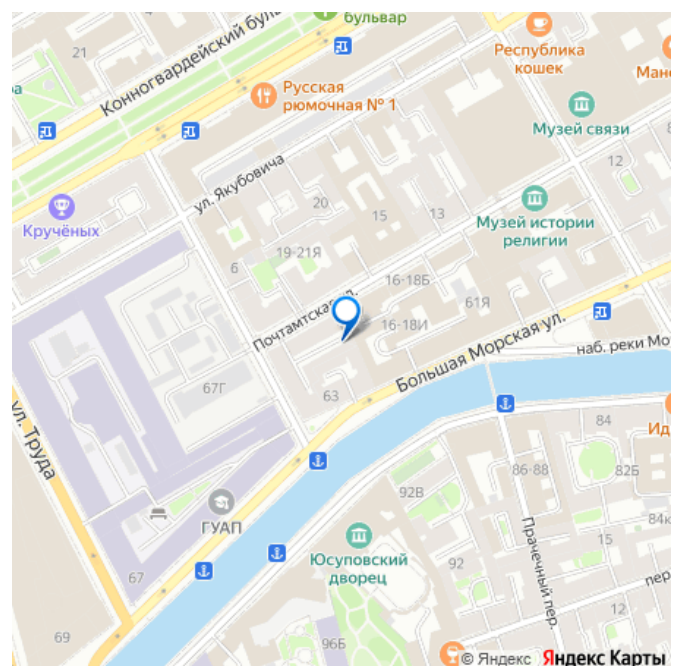 бульвар
21
Конногвардейский бул
Республика
кошек
Мане
ра
Русская
рюмочная № 1
Музей связи
ул. Якубовича
12
20
15
13
Кручёных
Музей истории
религии
19-21Я
6
16-18Б
61Я
Почтамтская ул.
16-18И
Большая Морская ул.
наб. реки Мо
67Г
63
ул. Труда
84
Ид
86-88
82Б
92В
ГУАП
84к
Прачечный пер.
15
Юсуповский
дворец
92
67
пер
12
69
96Б
© Яндекс Яндекс Карты